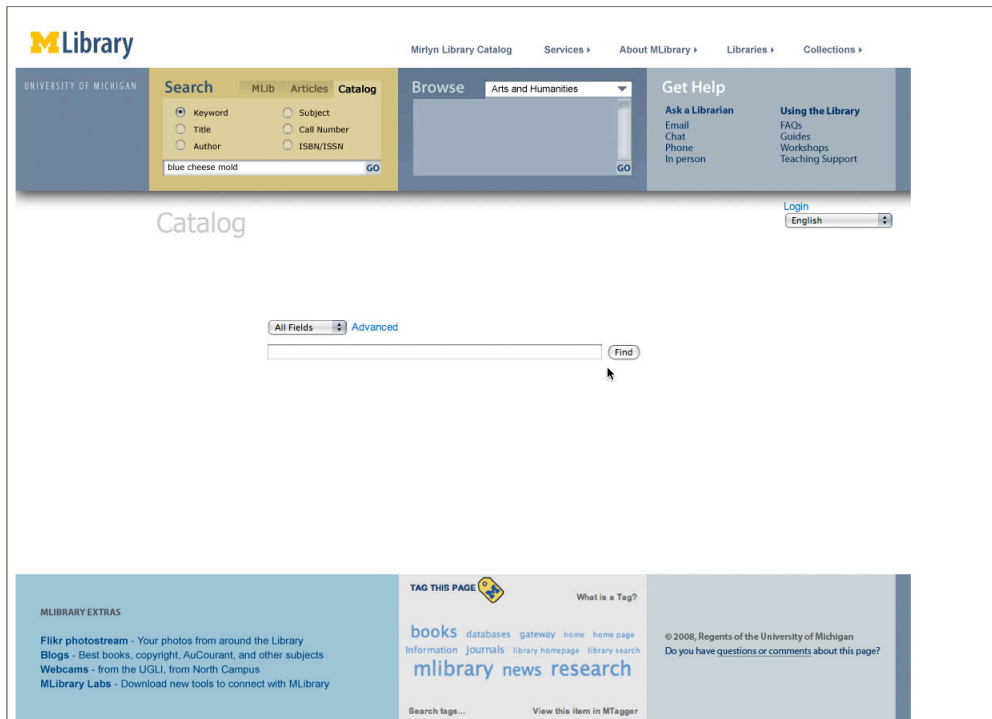 MLibrary
Mirlyn Library Catalog Services About MLibrary Libraries Collections
UNIVERSITY OF MICHIGAN
Search MLib Articles Catalog
Keyword Subject
Title Call Number
Author ISBN/ISSN
blue cheese mold GO
Browse Arts and Humanities
GO
Get Help
Ask a Librarian
Email
Chat
Phone
In person
Using the Library
FAQs
Guides
Workshops
Teaching Support
Catalog
Login
English
All Fields Advanced
Find
MLIBRARY EXTRAS
Flikr photostream - Your photos from around the Library
Blogs - Best books, copyright, AuCourant, and other subjects
Webcams - from the UGLI, from North Campus
MLibrary Labs - Download new tools to connect with MLibrary
TAG THIS PAGE M
What is a Tag?
books databases gateway home home page
Information journals library homepage library search
mlibrary news research
Search tags... View this item in MTagger
© 2008, Regents of the University of Michigan
Do you have questions or comments about this page?